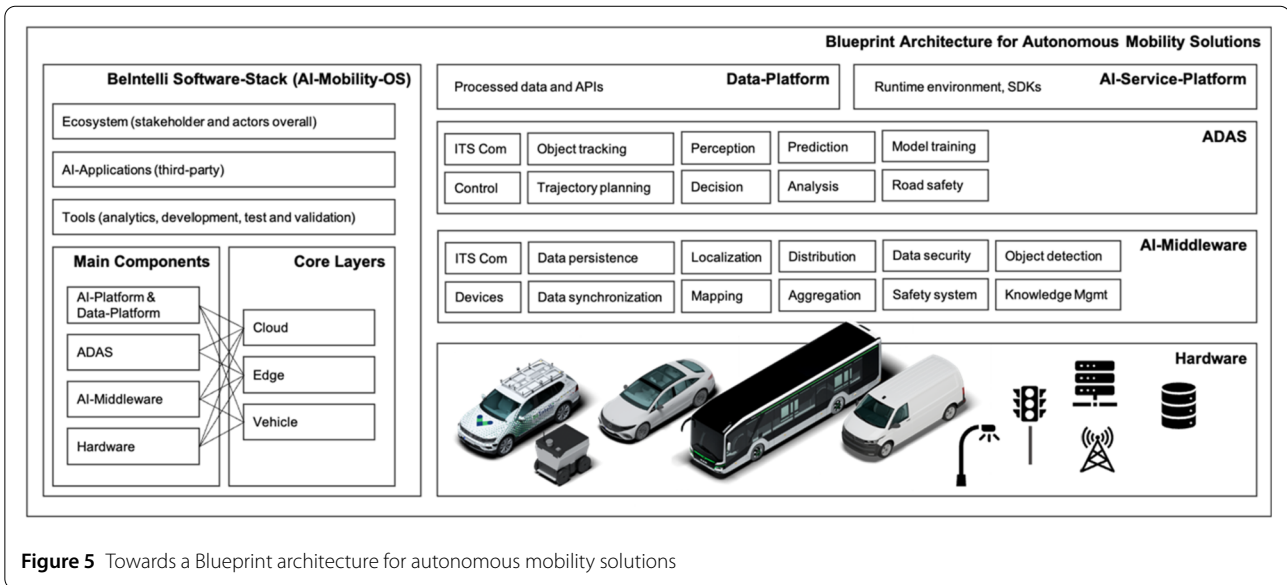 Blueprint Architecture for Autonomous Mobility Solutions
BeIntelli Software-Stack (AI-Mobility-OS)
Ecosystem (stakeholder and actors overall)
AI-Applications (third-party)
Tools (analytics, development, test and validation)
Main Components
AI-Platform &
Data-Platform
ADAS
AI-Middleware
Hardware
Core Layers
Cloud
Edge
Vehicle
Processed data and APIs
Data-Platform
Runtime environment, SDKs
AI-Service-Platform
ADAS
ITS Com
Object tracking
Perception
Prediction
Model training
Control
Trajectory planning
Decision
Analysis
Road safety
AI-Middleware
ITS Com
Data persistence
Localization
Distribution
Data security
Object detection
Devices
Data synchronization
Mapping
Aggregation
Safety system
Knowledge Mgmt
Hardware
Figure 5 Towards a Blueprint architecture for autonomous mobility solutions